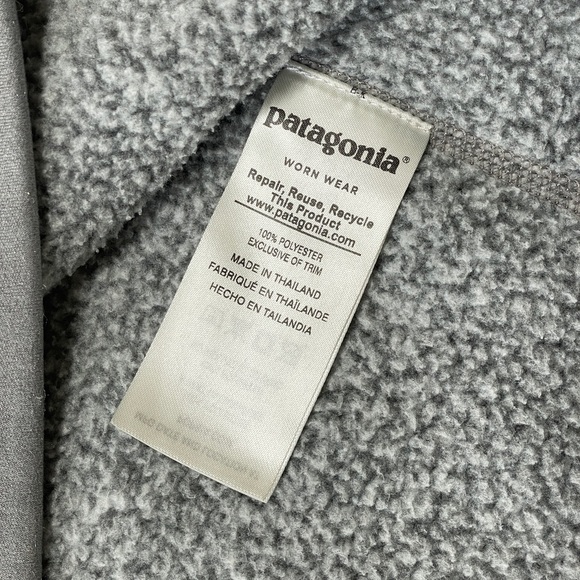 patagonia®
WORN WEAR
Repair, Reuse, Recycle
This Product
www.patagonia.com
100% POLYESTER
EXCLUSIVE OF TRIM
MADE IN THAILAND
FABRIQUÉ EN THAÏLANDE
HECHO EN TAILANDIA